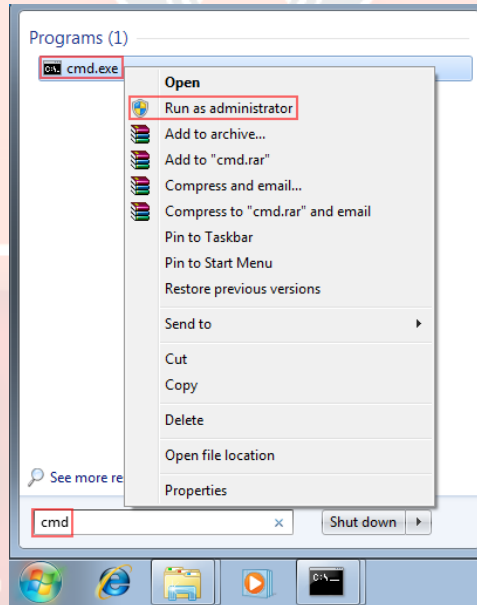 Programs (1)
cmd.exe
Open
Run as administrator
Add to archive...
Add to "cmd.rar"
Compress and email...
Compress to "cmd.rar" and email
Pin to Taskbar
Pin to Start Menu
Restore previous versions
Send to
Cut
Copy
Delete
Open file location
Properties
See more re
cmd
Shut down